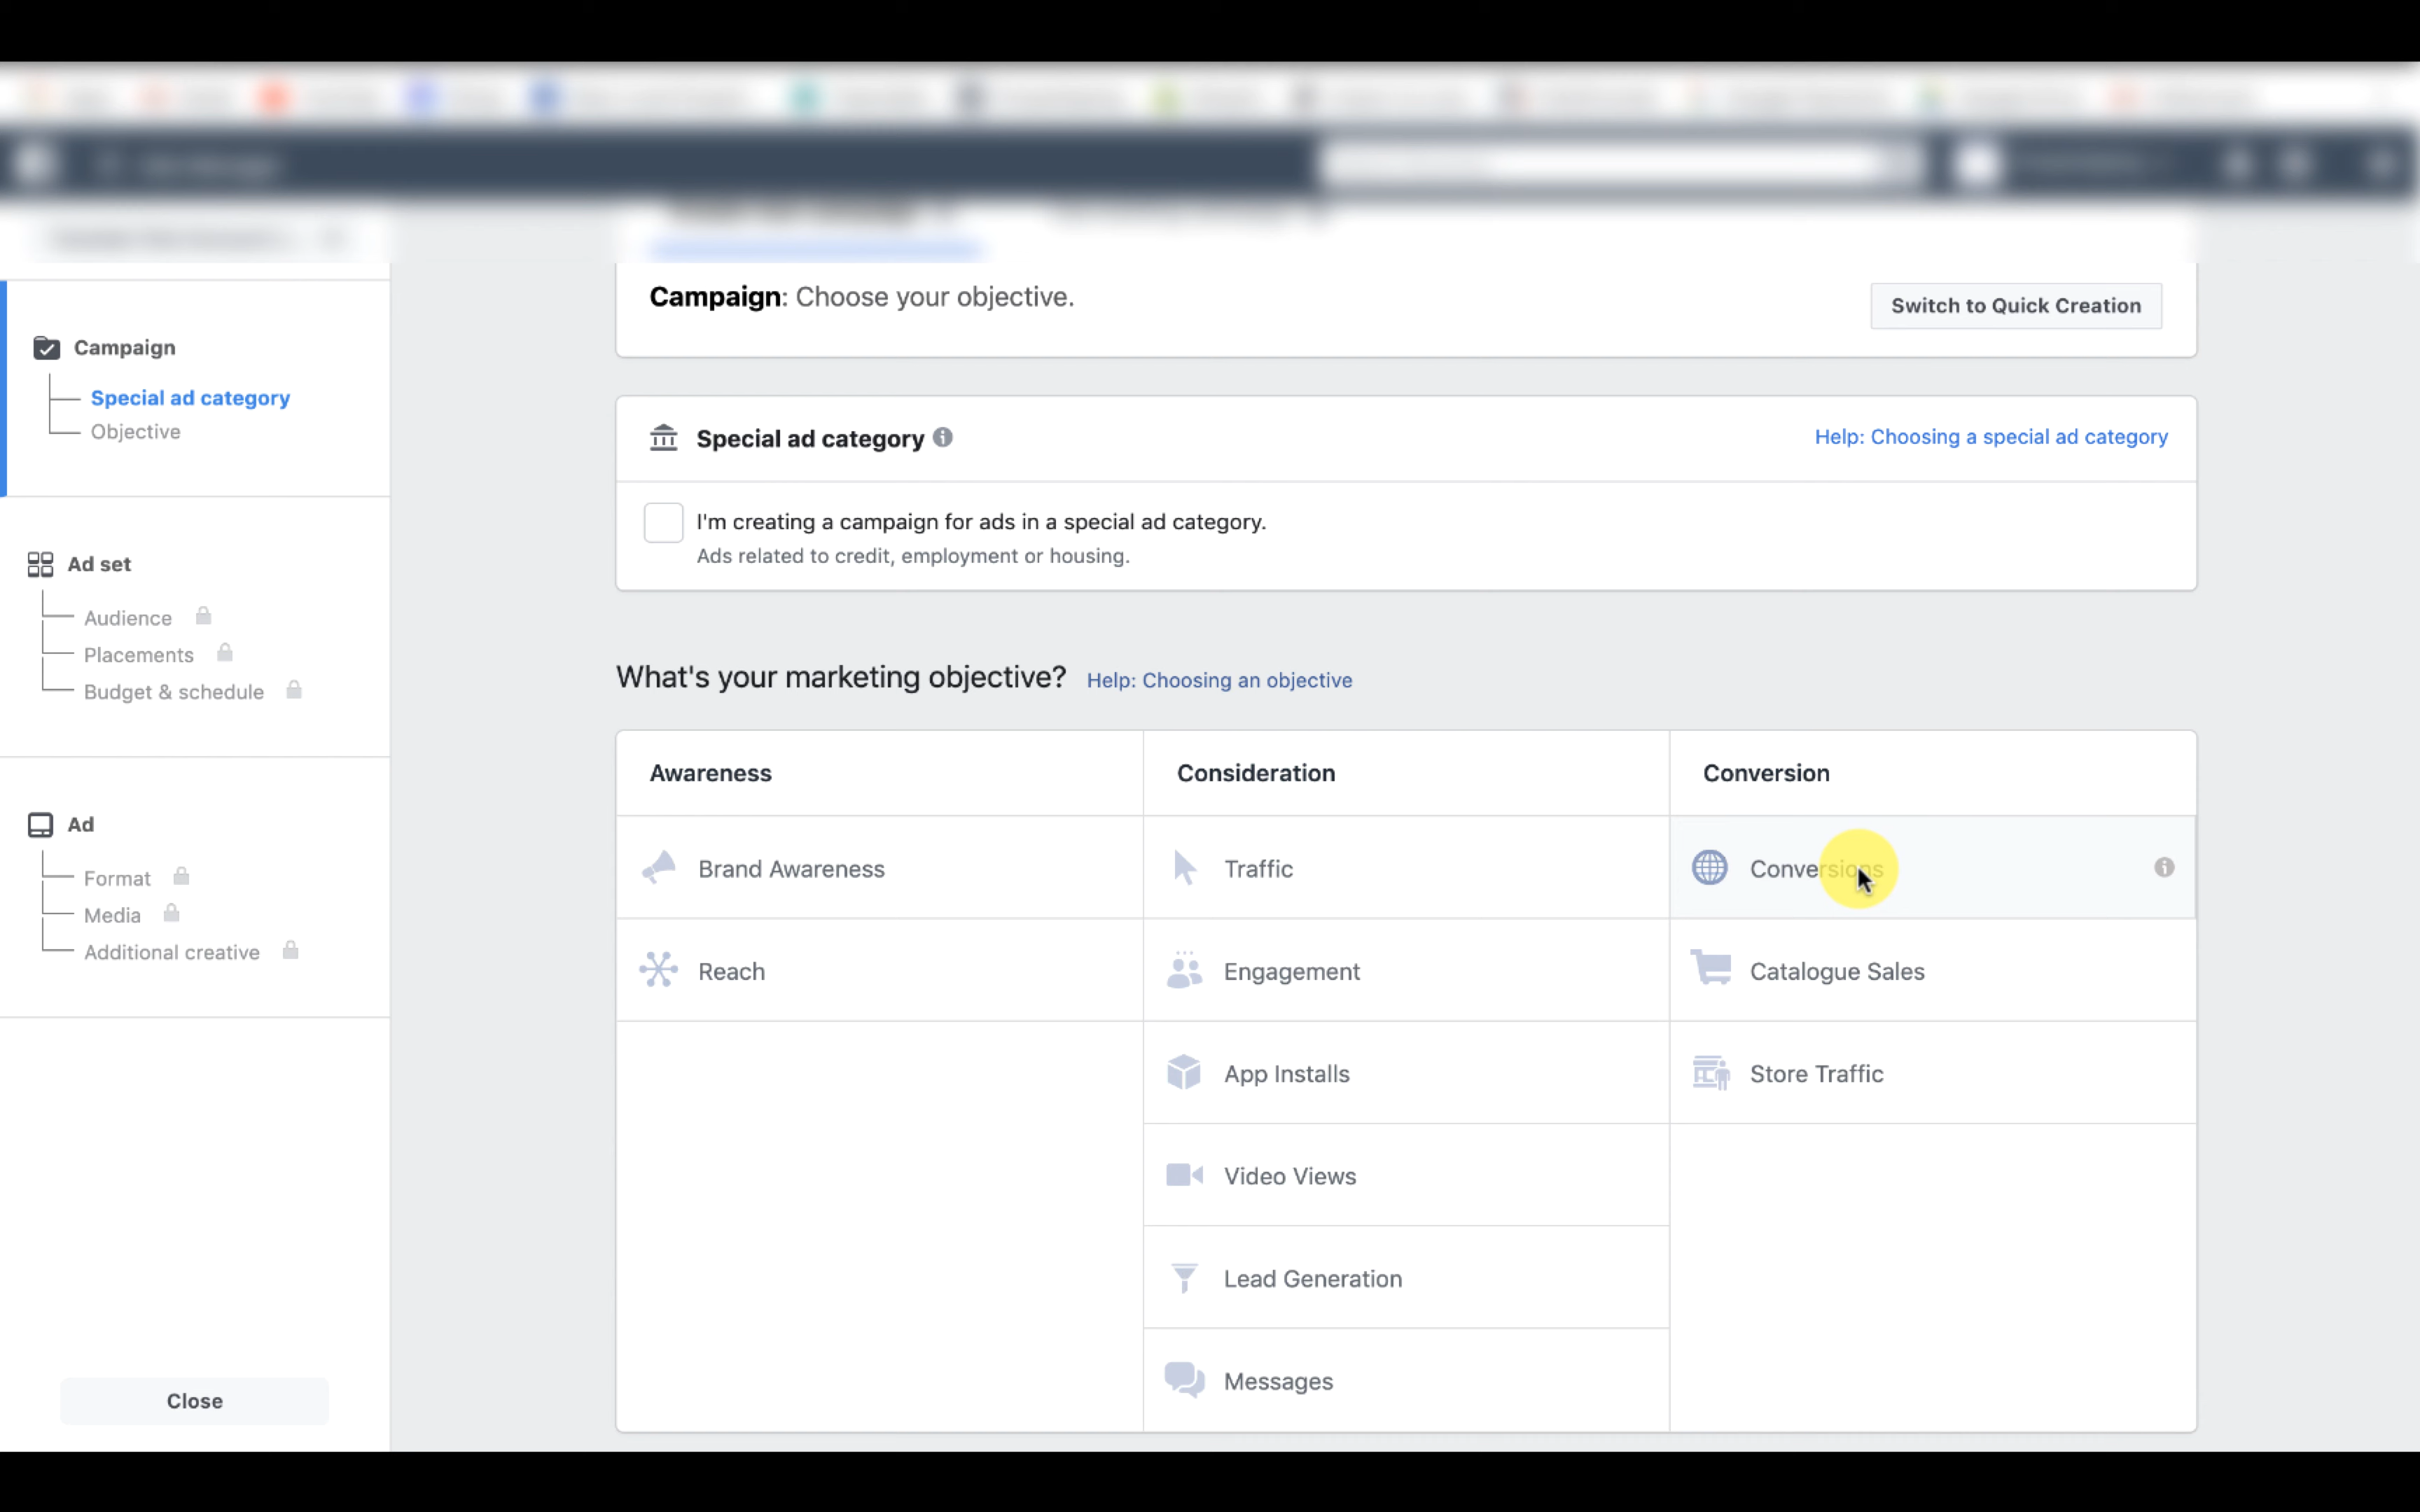 Campaign: Choose your objective.
Switch to Quick Creation
Campaign
Special ad category
Objective
Special ad category
Help: Choosing a special ad category
I'm creating a campaign for ads in a special ad category.
Ads related to credit, employment or housing.
Ad set
Audience
Placements
Budget & schedule
What's your marketing objective? Help: Choosing an objective
Awareness
Consideration
Conversion
Ad
Format
Media
Additional creative
Brand Awareness
Traffic
Conversions
Reach
Engagement
Catalogue Sales
App Installs
Store Traffic
Video Views
Lead Generation
Messages
Close